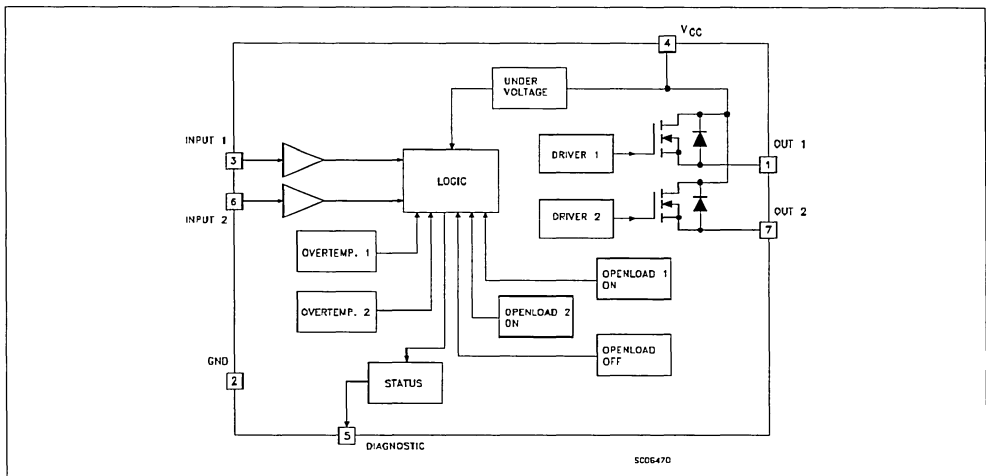 VCC
4
UNDER
VOLTAGE
INPUT 1
3
OUT 1
DRIVER 1
1
LOGIC
6
INPUT 2
DRIVER 2
OUT 2
7
OVERTEMP. 1
OPENLOAD 1
ON
OVERTEMP. 2
OPENLOAD 2
ON
OPENLOAD
OFF
GND
2
STATUS
5
DIAGNOSTIC
SC06470